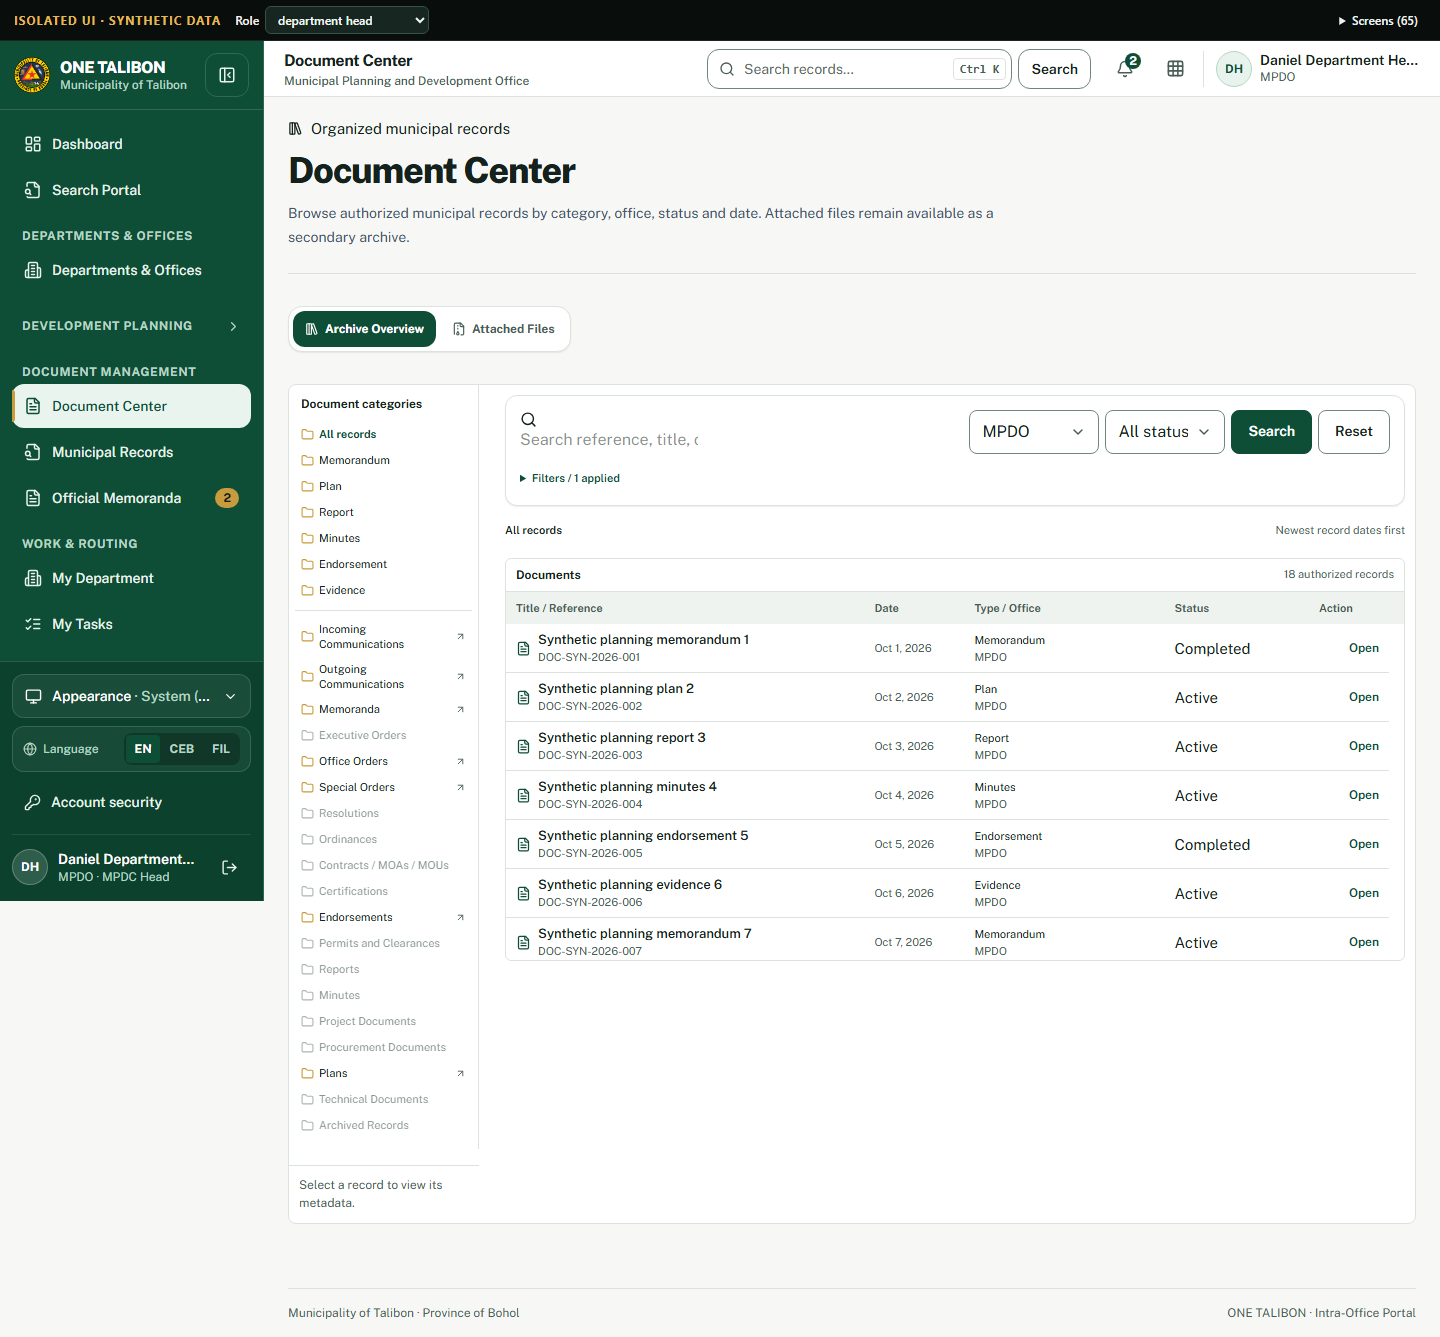 ISOLATED UI · SYNTHETIC DATA Role department head Screens (65)
ONE TALIBON
Municipality of Talibon
Dashboard
Search Portal
DEPARTMENTS & OFFICES
Departments & Offices
DEVELOPMENT PLANNING
DOCUMENT MANAGEMENT
Document Center
Municipal Records
Official Memoranda 2
WORK & ROUTING
My Department
My Tasks
Appearance · System (...
Language EN CEB FIL
Account security
DH Daniel Department...
MPDO · MPDC Head
Document Center
Municipal Planning and Development Office
Search records... Ctrl K Search
2
DH Daniel Department He...
MPDO
Organized municipal records
Document Center
Browse authorized municipal records by category, office, status and date. Attached files remain available as a
secondary archive.
Archive Overview Attached Files
Document categories
All records
Memorandum
Plan
Report
Minutes
Endorsement
Evidence
Incoming
Communications
Outgoing
Communications
Memoranda
Executive Orders
Office Orders
Special Orders
Resolutions
Ordinances
Contracts / MOAs / MOUs
Certifications
Endorsements
Permits and Clearances
Reports
Minutes
Project Documents
Procurement Documents
Plans
Technical Documents
Archived Records
Select a record to view its
metadata.
Search reference, title, c
MPDO All status Search Reset
Filters / 1 applied
All records Newest record dates first
Documents 18 authorized records
Title / Reference Date Type / Office Status Action
Synthetic planning memorandum 1
DOC-SYN-2026-001 Oct 1, 2026 Memorandum MPDO Completed Open
Synthetic planning plan 2
DOC-SYN-2026-002 Oct 2, 2026 Plan MPDO Active Open
Synthetic planning report 3
DOC-SYN-2026-003 Oct 3, 2026 Report MPDO Active Open
Synthetic planning minutes 4
DOC-SYN-2026-004 Oct 4, 2026 Minutes MPDO Active Open
Synthetic planning endorsement 5
DOC-SYN-2026-005 Oct 5, 2026 Endorsement MPDO Completed Open
Synthetic planning evidence 6
DOC-SYN-2026-006 Oct 6, 2026 Evidence MPDO Active Open
Synthetic planning memorandum 7
DOC-SYN-2026-007 Oct 7, 2026 Memorandum MPDO Active Open
Municipality of Talibon · Province of Bohol ONE TALIBON · Intra-Office Portal